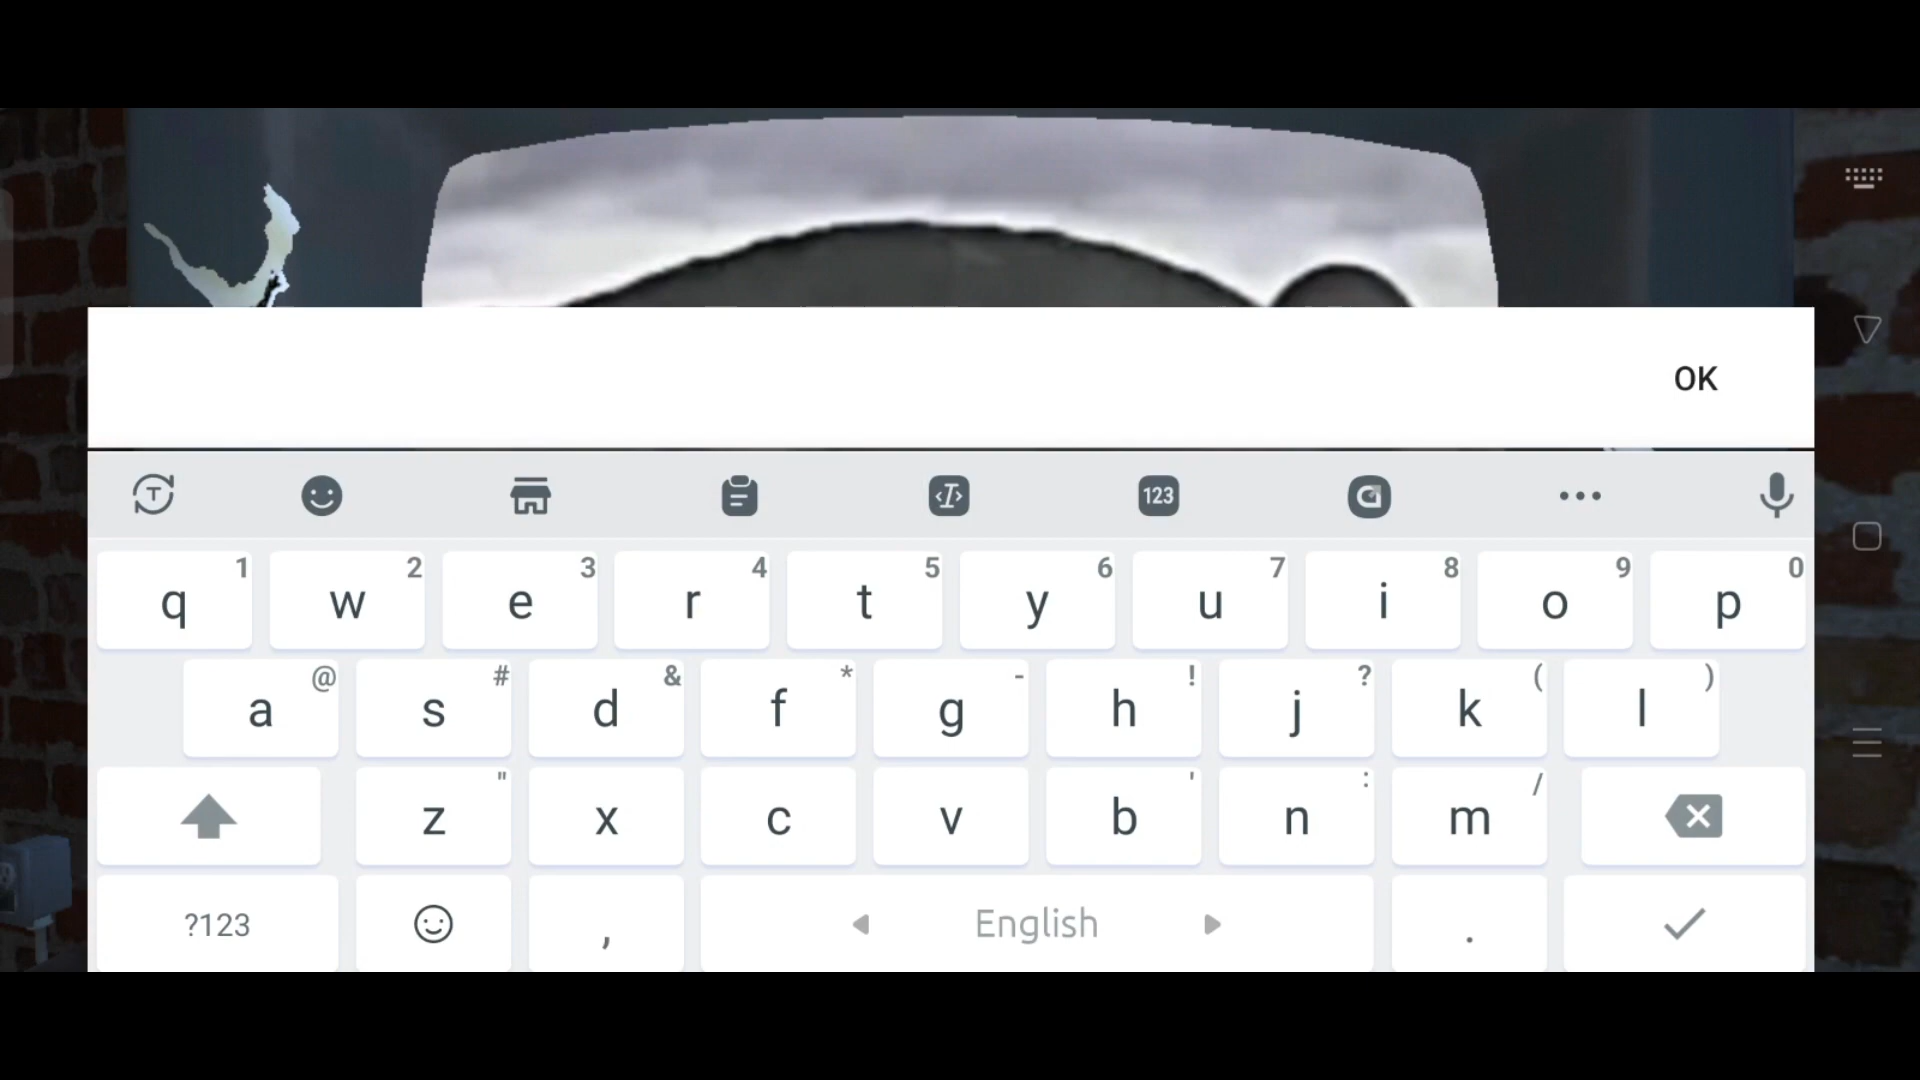 OK
T 123
q 1 w 2 e 3 r 4 t 5 y 6 u 7 i 8 o 9 p 0
a @ s # d & f * g - h ! j ? k ( l )
z " x c v b ' n : m /
?123 , English .